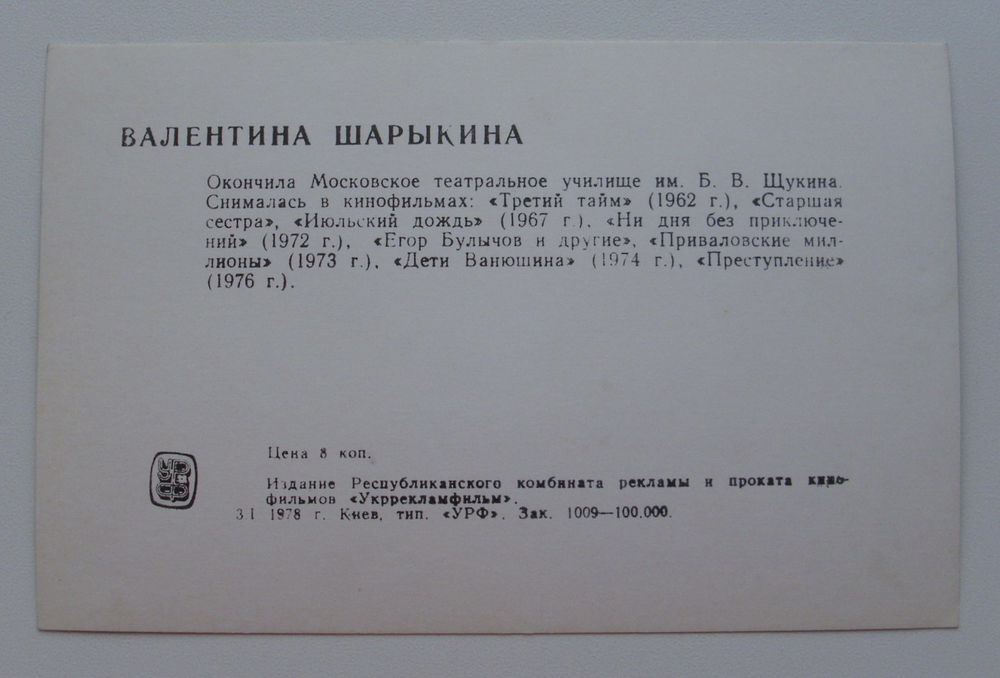 ВАЛЕНТИНА ШАРЫКИНА
Окончила Московское театральное училище им. Б. В. Щукина.
Снималась в кинофильмах: «Третий тайм» (1962 г.), «Старшая
сестра», «Июльский дождь» (1967 г.), «Ни дня без приключе-
ний» (1972 г.), «Егор Булычов и другие», «Приваловские мил-
лионы» (1973 г.), «Дети Ванюшина» (1974 г.), «Преступление»
(1976 г.).
Цена 8 коп.
Издание Республиканского комбината рекламы и проката кино-
фильмов «Укррекламфильм».
3.I 1978 г. Киев, тип. «УРФ». Зак. 1009—100.000.